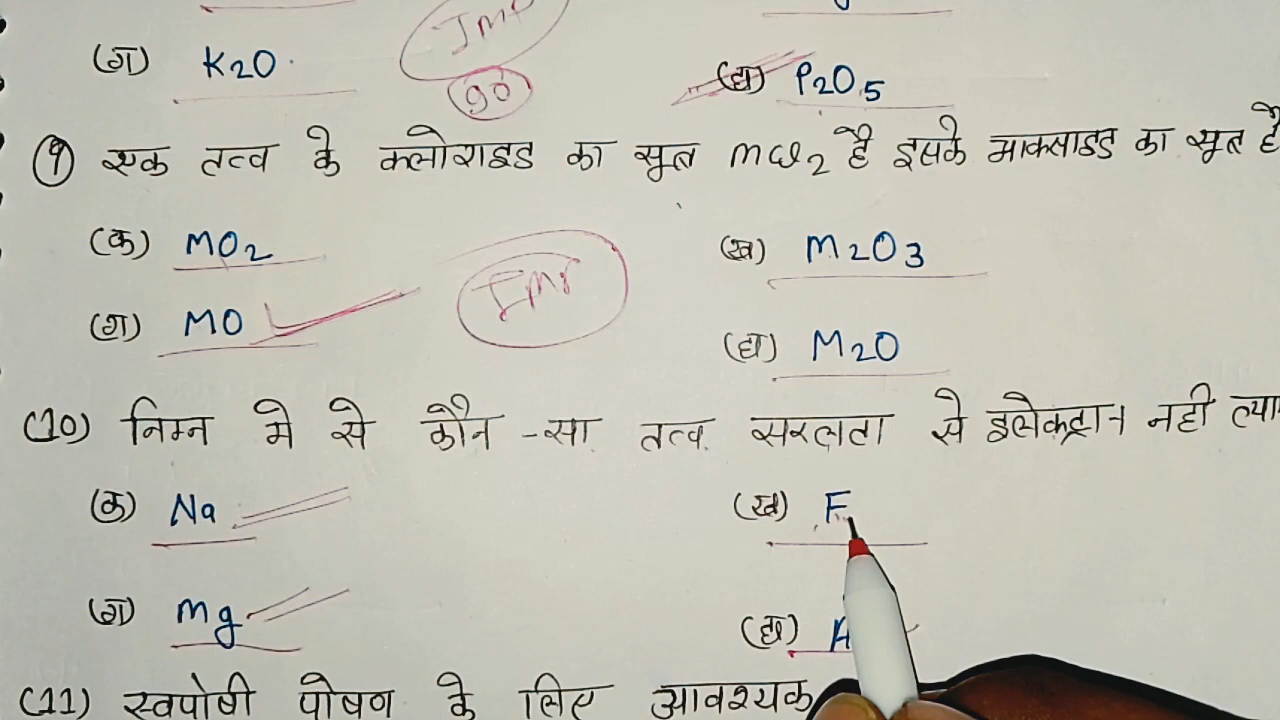 (ग) K2O
Imp
90
(घ) P2O5
(9) एक तत्व के क्लोराइड का सूत्र MCl2 है इसके आक्साइड का सूत्र है
(क) MO2
(ख) M2O3
Imp
(ग) MO
(घ) M2O
(10) निम्न मे से कौन -सा तत्व सरलता से इलेक्ट्रान नही
(क) Na
(ख) F
(ग) Mg
(घ)
(11) स्वपोषी पोषण के लिए आवश्यक